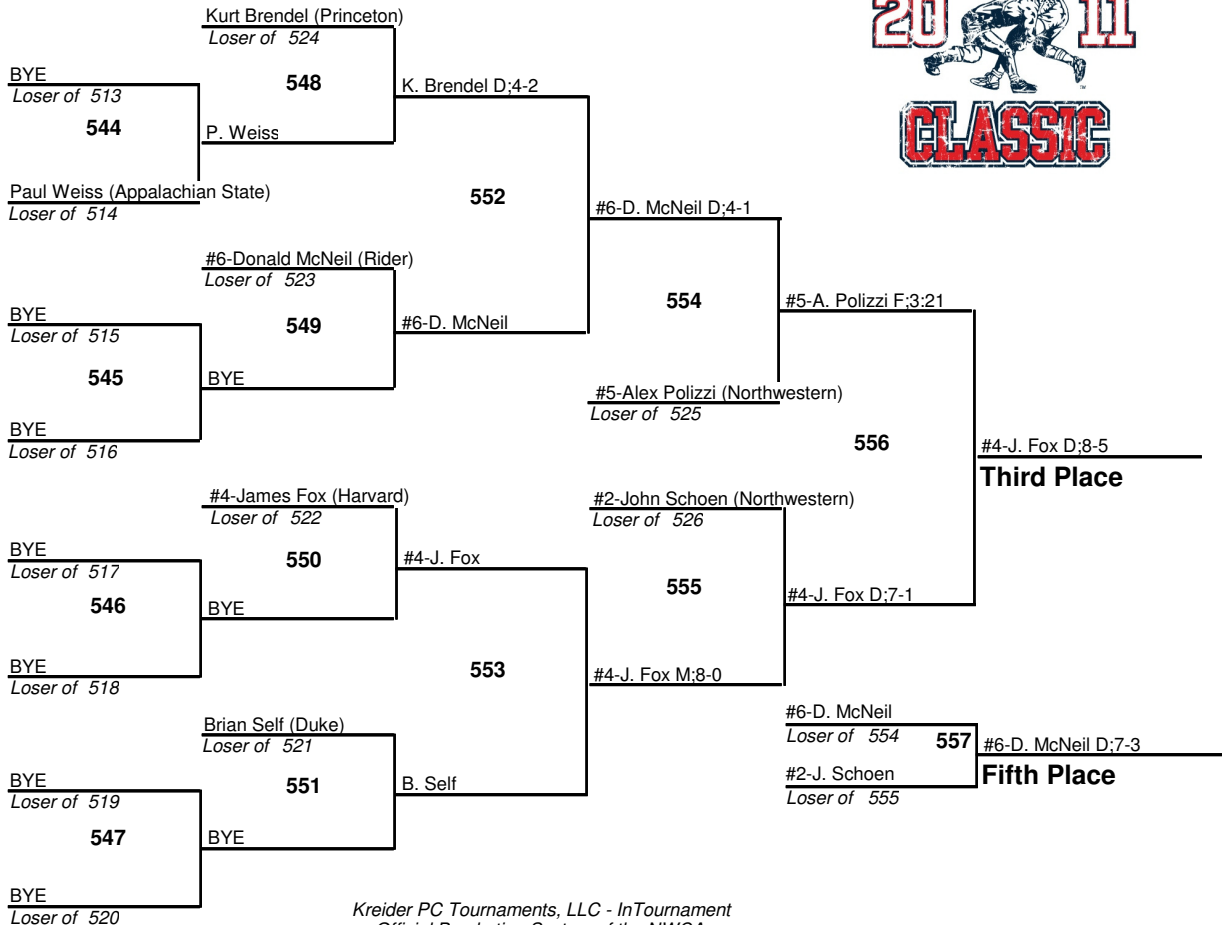 Kurt Brendel (Princeton)
Loser of 524
20 11
CLASSIC
BYE
Loser of 513
544
548
K. Brendel D;4-2
P. Weiss
Paul Weiss (Appalachian State)
Loser of 514
552
#6-D. McNeil D;4-1
#6-Donald McNeil (Rider)
Loser of 523
BYE
Loser of 515
549
#6-D. McNeil
554
#5-A. Polizzi F;3:21
545
BYE
BYE
Loser of 516
#5-Alex Polizzi (Northwestern)
Loser of 525
556
#4-J. Fox D;8-5
Third Place
#4-James Fox (Harvard)
Loser of 522
#2-John Schoen (Northwestern)
Loser of 526
BYE
Loser of 517
550
#4-J. Fox
546
BYE
555
#4-J. Fox D;7-1
BYE
Loser of 518
553
#4-J. Fox M;8-0
Brian Self (Duke)
Loser of 521
#6-D. McNeil
Loser of 554
557
#6-D. McNeil D;7-3
Fifth Place
#2-J. Schoen
Loser of 555
BYE
Loser of 519
551
B. Self
547
BYE
BYE
Loser of 520
Kreider PC Tournaments, LLC - InTournament